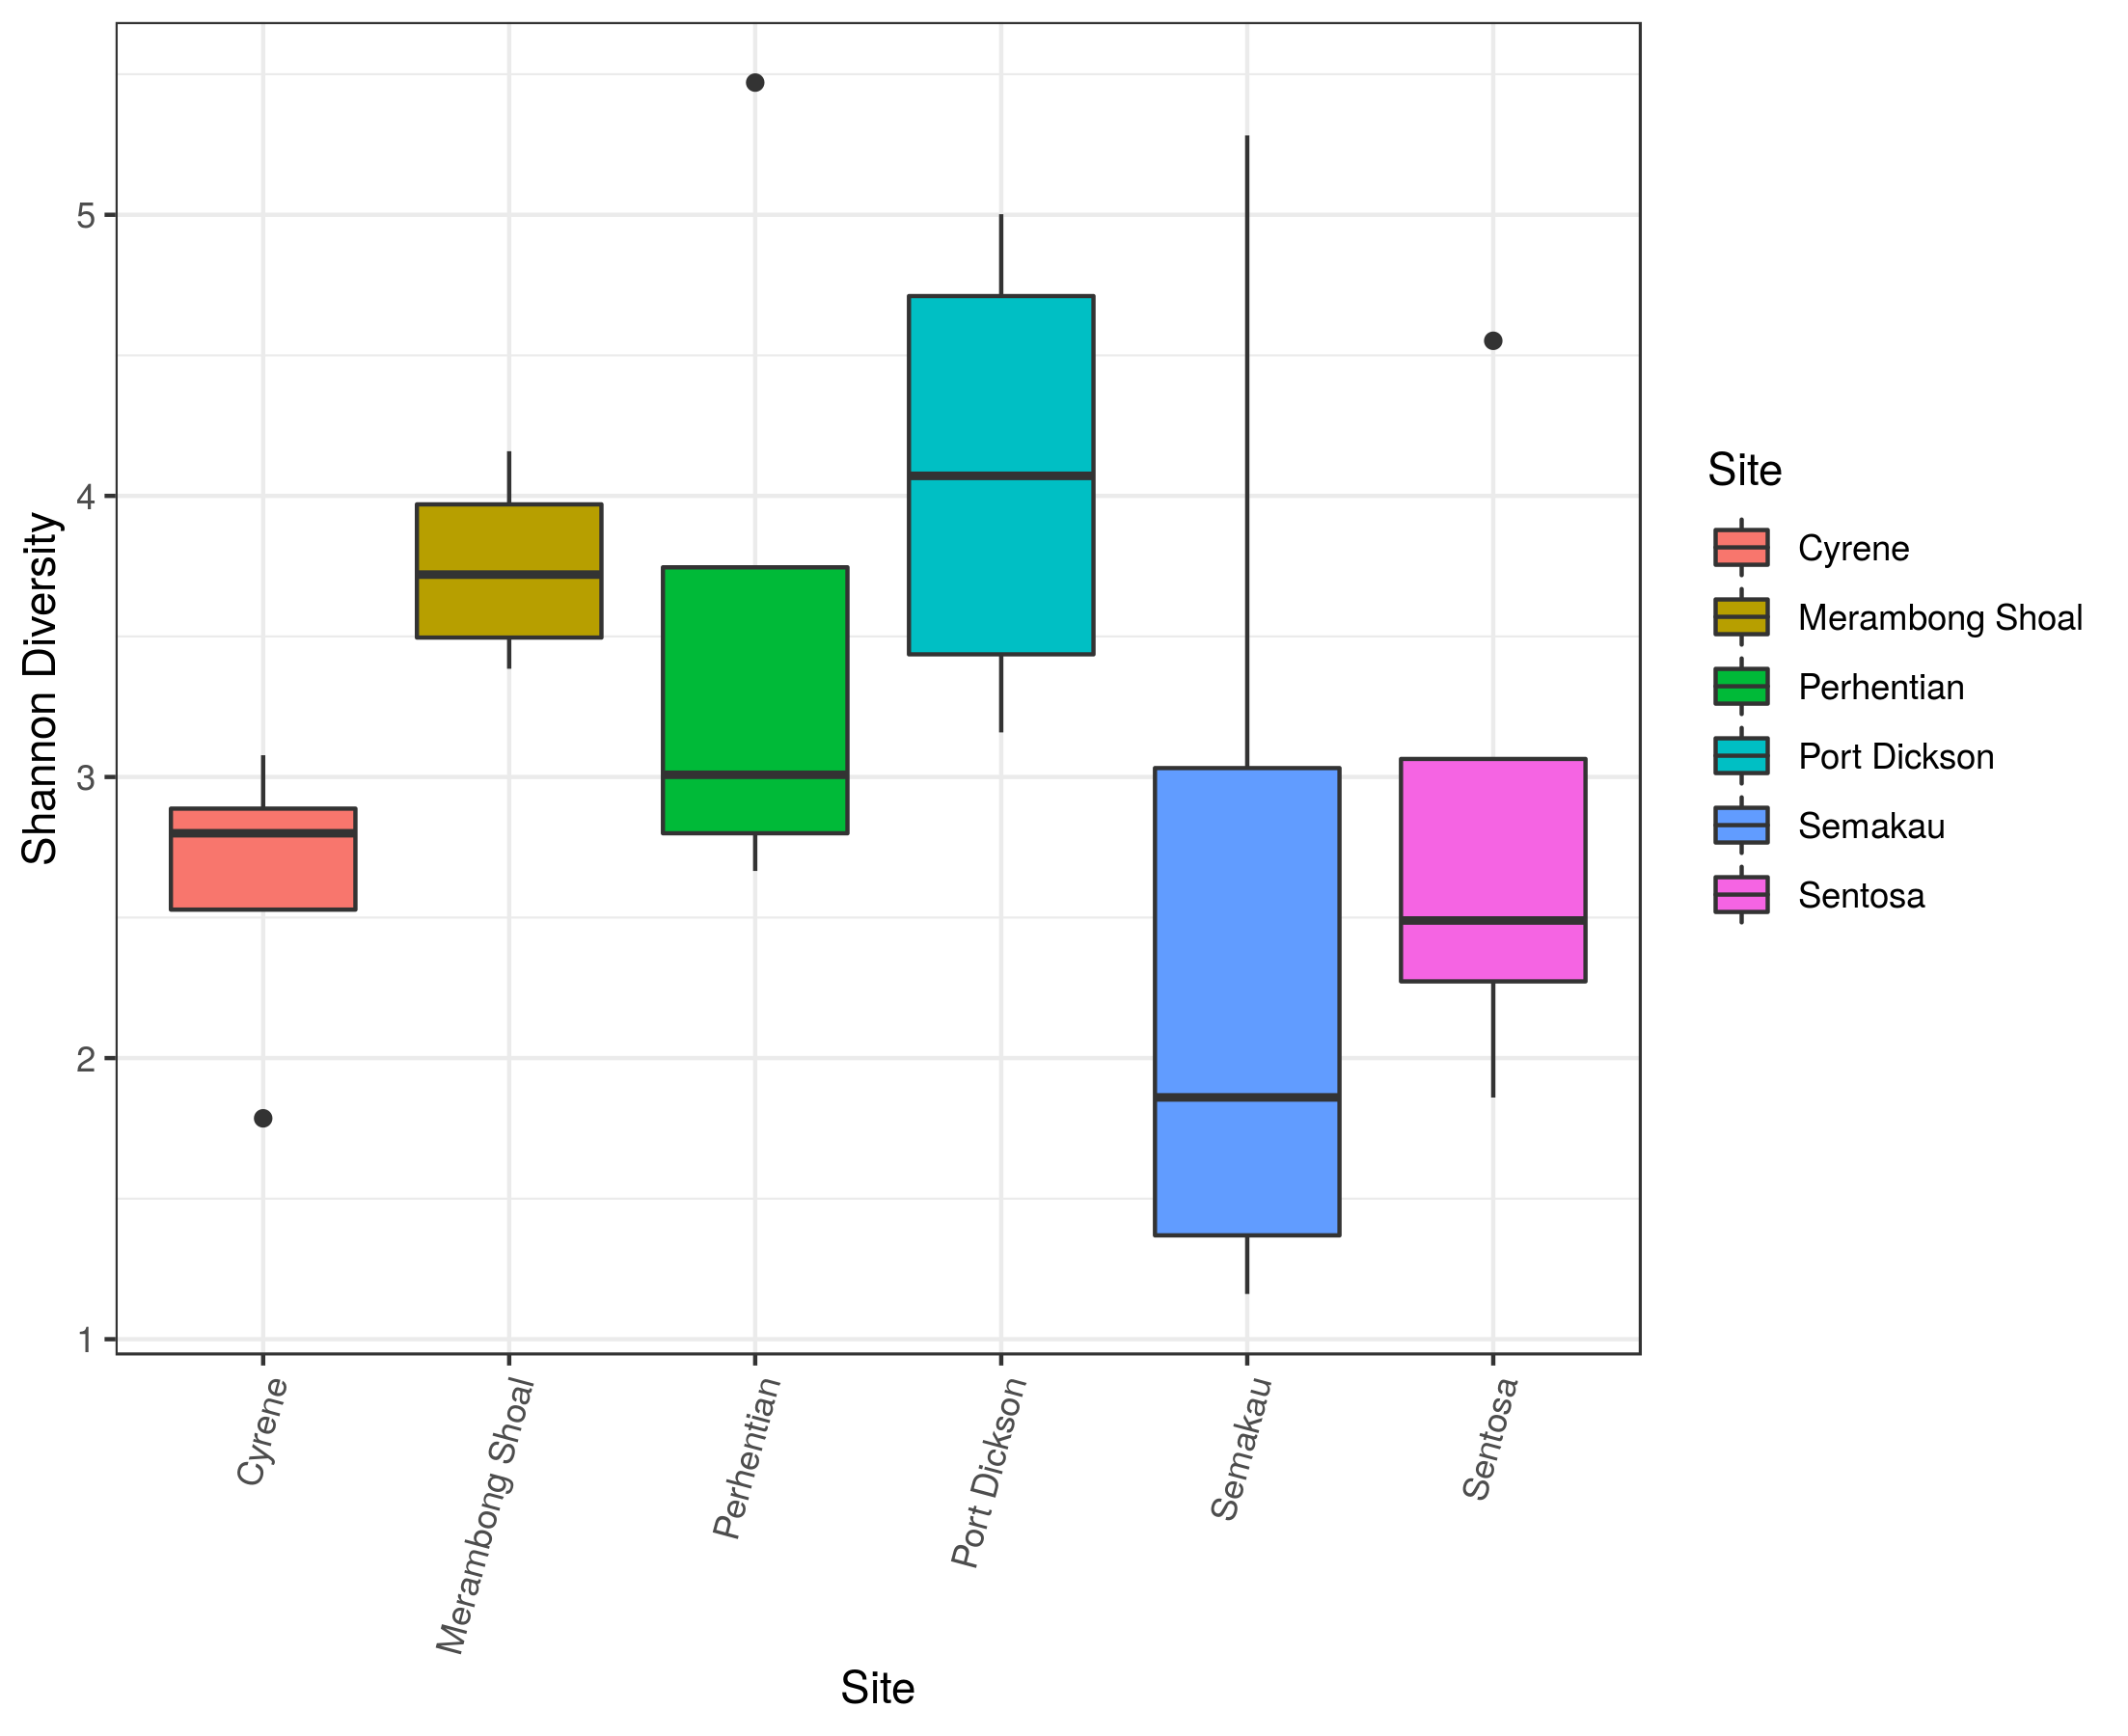 Shannon Diversity
5
4
3
2
1
Cyrene
Merambong Shoal
Perhentian
Port Dickson
Semakau
Sentosa
Site
Site
Cyrene
Merambong Shoal
Perhentian
Port Dickson
Semakau
Sentosa